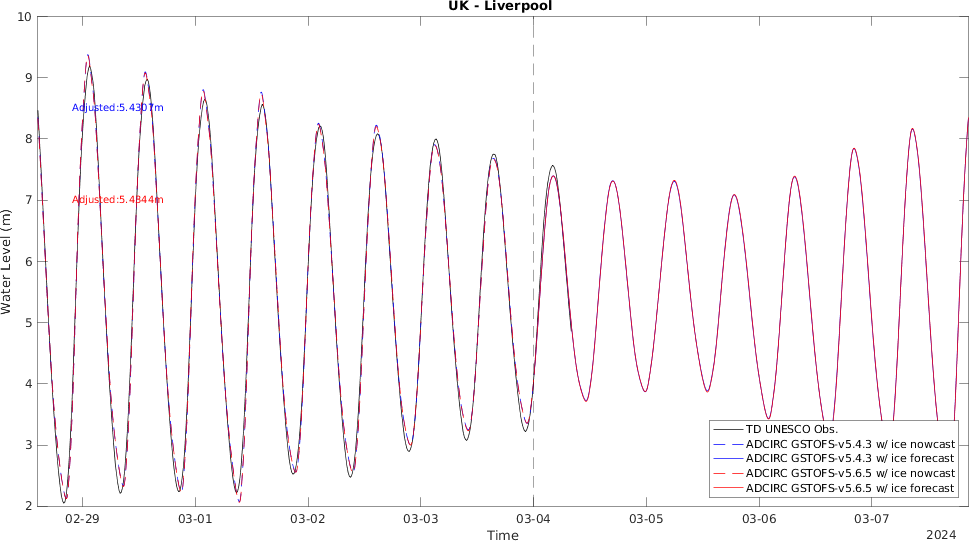 UK - Liverpool
10
9
8
7
6
5
4
3
2
Water Level (m)
Adjusted:5.4307m
Adjusted:5.4344m
TD UNESCO Obs.
ADCIRC GSTOFS-v5.4.3 w/ ice nowcast
ADCIRC GSTOFS-v5.4.3 w/ ice forecast
ADCIRC GSTOFS-v5.6.5 w/ ice nowcast
ADCIRC GSTOFS-v5.6.5 w/ ice forecast
02-29 03-01 03-02 03-03 03-04 03-05 03-06 03-07
Time
2024